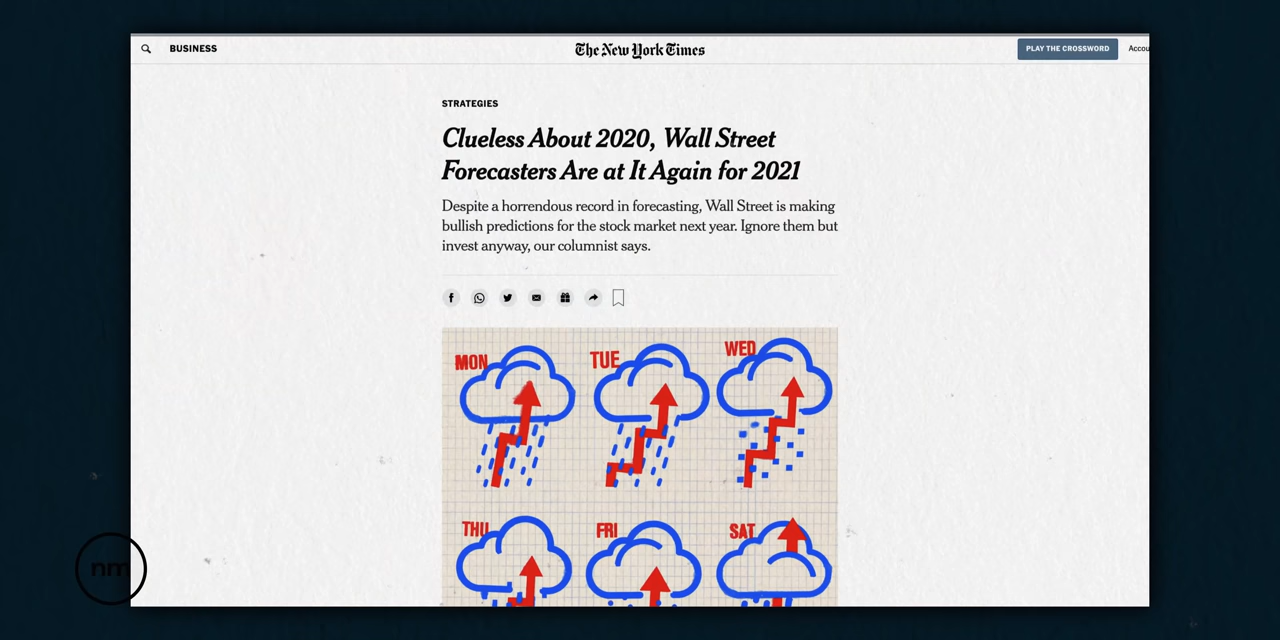 BUSINESS
The New York Times
PLAY THE CROSSWORD
Accou
STRATEGIES
Clueless About 2020, Wall Street
Forecasters Are at It Again for 2021
Despite a horrendous record in forecasting, Wall Street is making
bullish predictions for the stock market next year. Ignore them but
invest anyway, our columnist says.
MON
TUE
WED
THU
FRI
SAT
nm